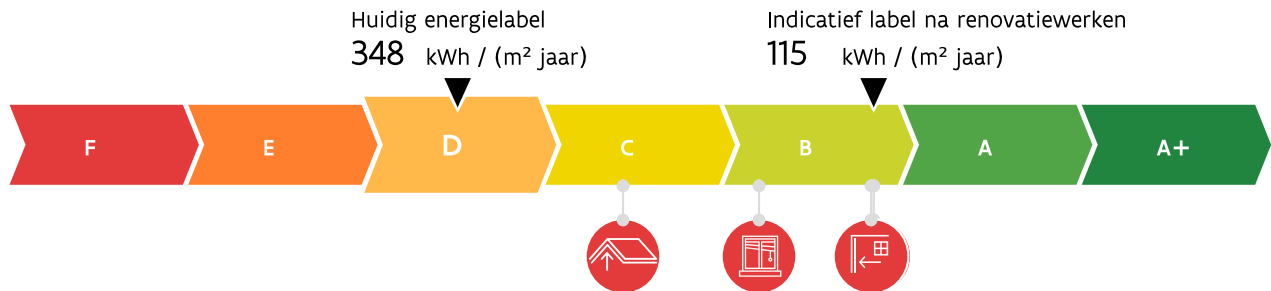 Huidig energielabel
348 kWh / (m² jaar)
Indicatief label na renovatiewerken
115 kWh / (m² jaar)
F E D C B A A+